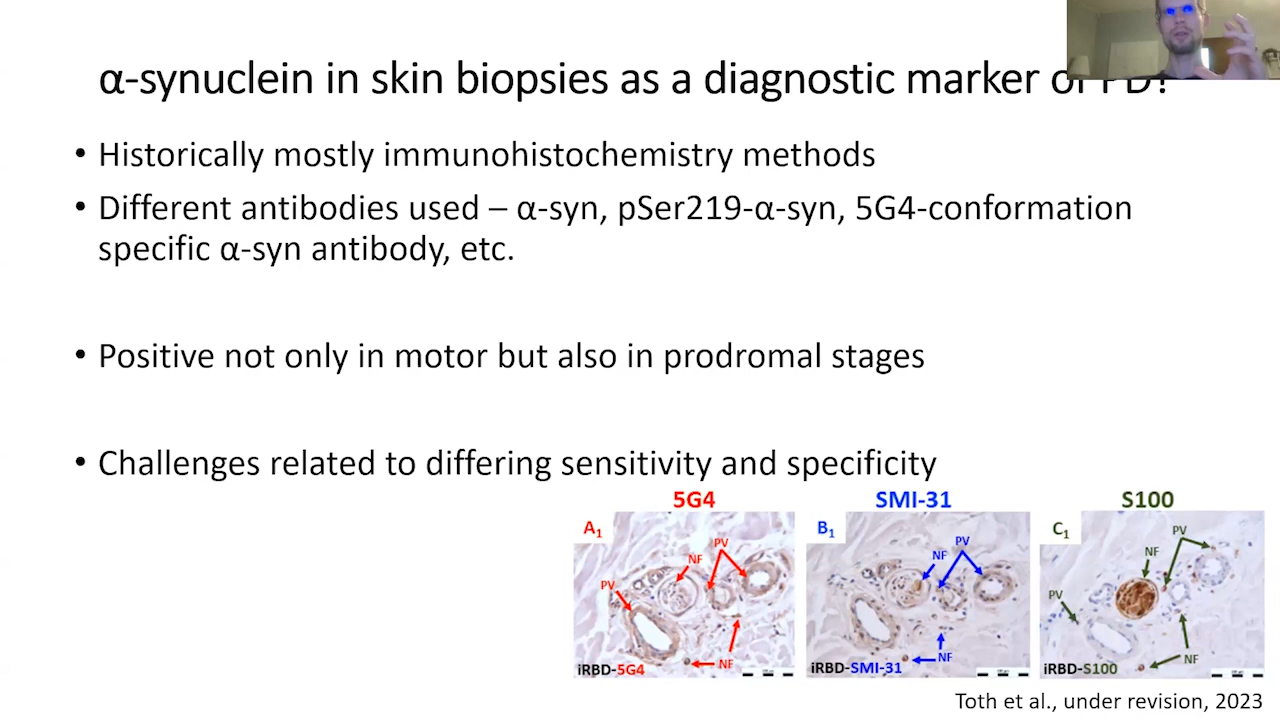 α-synuclein in skin biopsies as a diagnostic marker of PD?
• Historically mostly immunohistochemistry methods
• Different antibodies used – α-syn, pSer219-α-syn, 5G4-conformation
specific α-syn antibody, etc.
• Positive not only in motor but also in prodromal stages
• Challenges related to differing sensitivity and specificity
5G4
SMI-31
S100
A1
PV
NF
PV
NF
iRBD-5G4
B1
PV
NF
NF
iRBD-SMI-31
C1
PV
NF
PV
NF
iRBD-S100
Toth et al., under revision, 2023